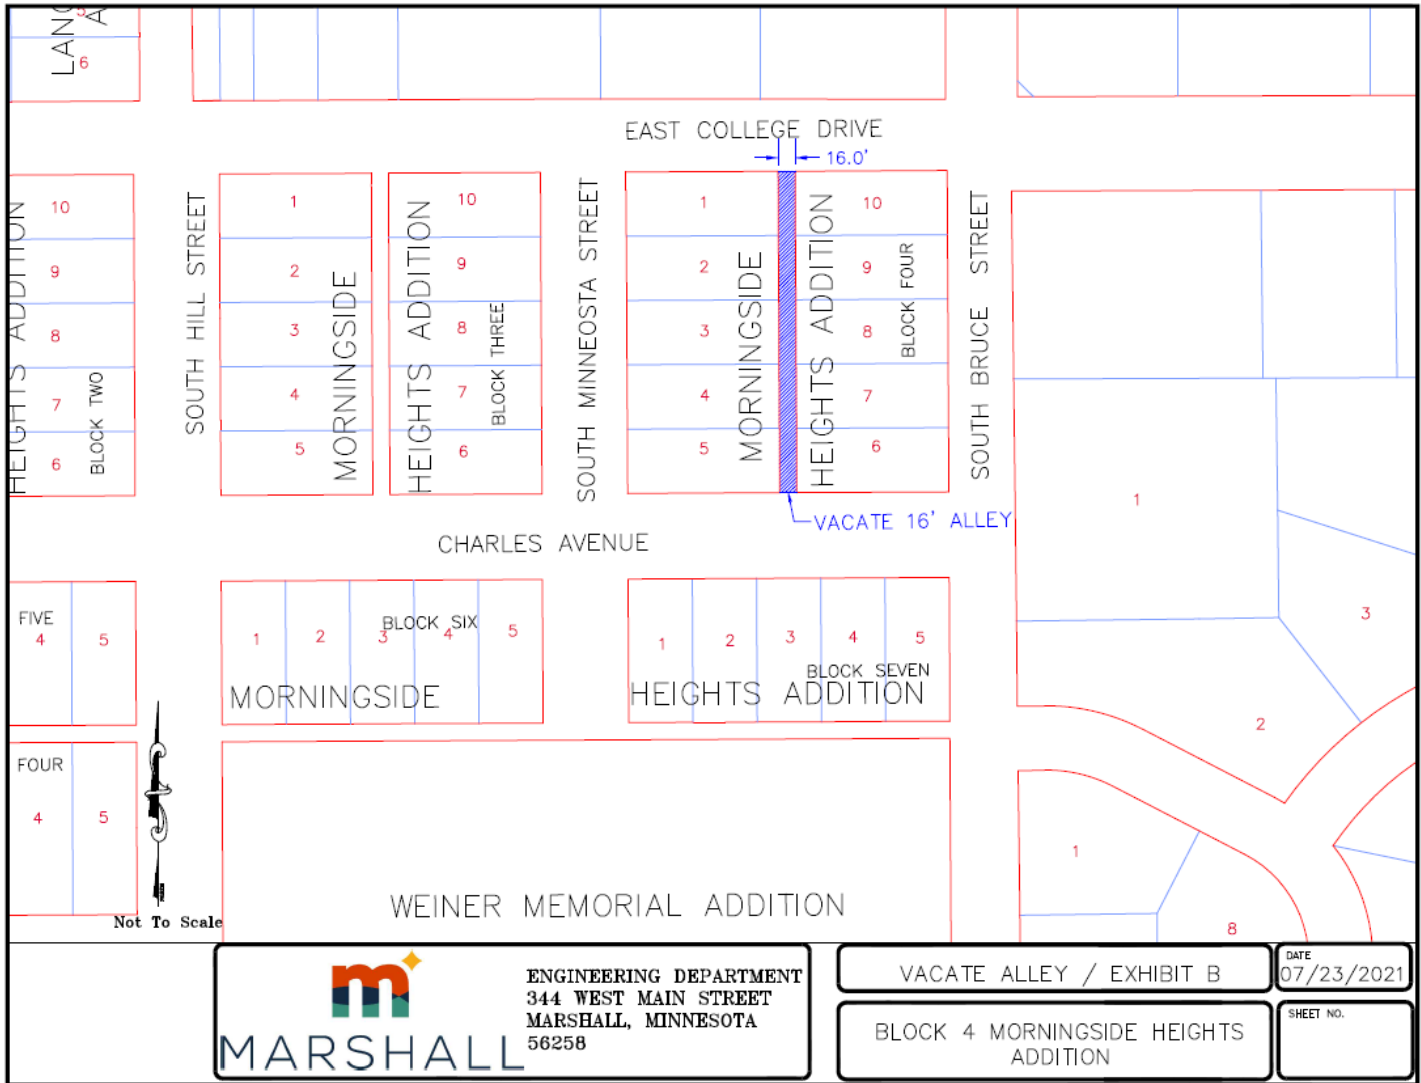 LANG
A
5
6
EAST COLLEGE DRIVE
16.0'
HEIGHTS ADDITION
10
9
8
7
6
BLOCK TWO
SOUTH HILL STREET
1
2
3
4
5
MORNINGSIDE
HEIGHTS ADDITION
10
9
8
7
6
BLOCK THREE
SOUTH MINNEOSTA STREET
1
2
3
4
5
MORNINGSIDE
HEIGHTS ADDITION
10
9
8
7
6
BLOCK FOUR
SOUTH BRUCE STREET
VACATE 16' ALLEY
CHARLES AVENUE
1
3
2
1
8
FIVE
4
5
1
2
3
4
5
BLOCK SIX
MORNINGSIDE
1
2
3
4
5
BLOCK SEVEN
HEIGHTS ADDITION
FOUR
4
5
Not To Scale
WEINER MEMORIAL ADDITION
m
MARSHALL
ENGINEERING DEPARTMENT
344 WEST MAIN STREET
MARSHALL, MINNESOTA
56258
VACATE ALLEY / EXHIBIT B
DATE
07/23/2021
BLOCK 4 MORNINGSIDE HEIGHTS
ADDITION
SHEET NO.